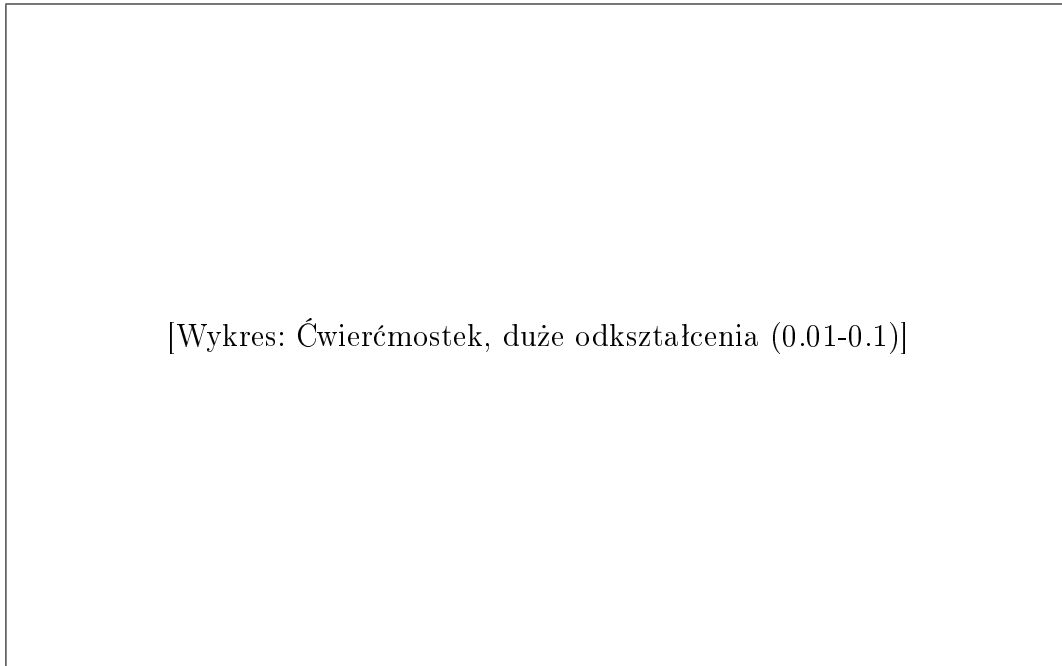 [Wykres: Ćwierćmostek, duże odkształcenia (0.01-0.1)]